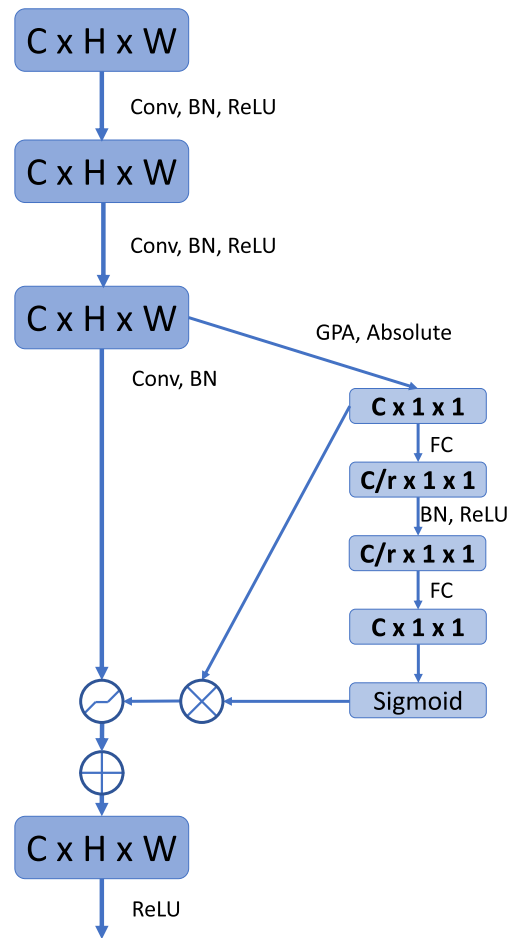 C x H x W
Conv, BN, ReLU
C x H x W
Conv, BN, ReLU
C x H x W
GPA, Absolute
Conv, BN
C x 1 x 1
FC
C/r x 1 x 1
BN, ReLU
C/r x 1 x 1
FC
C x 1 x 1
Sigmoid
C x H x W
ReLU